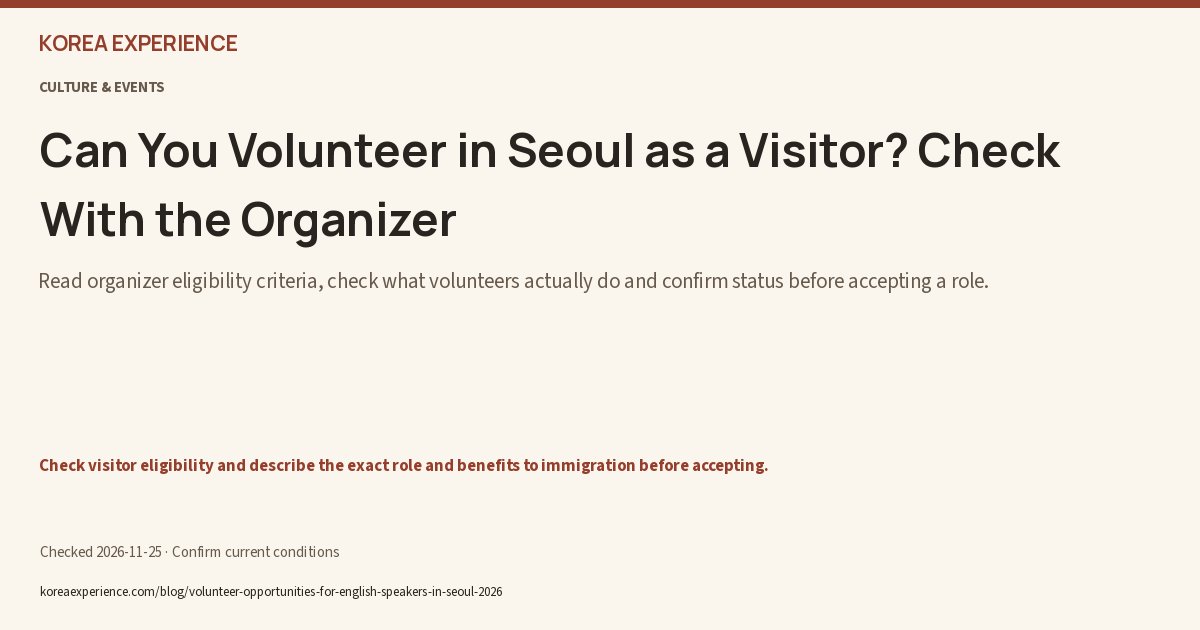 KOREA EXPERIENCE
CULTURE & EVENTS
Can You Volunteer in Seoul as a Visitor? Check
With the Organizer
Read organizer eligibility criteria, check what volunteers actually do and confirm status before accepting a role.
Check visitor eligibility and describe the exact role and benefits to immigration before accepting.
Checked 2026-11-25 · Confirm current conditions
koreaexperience.com/blog/volunteer-opportunities-for-english-speakers-in-seoul-2026